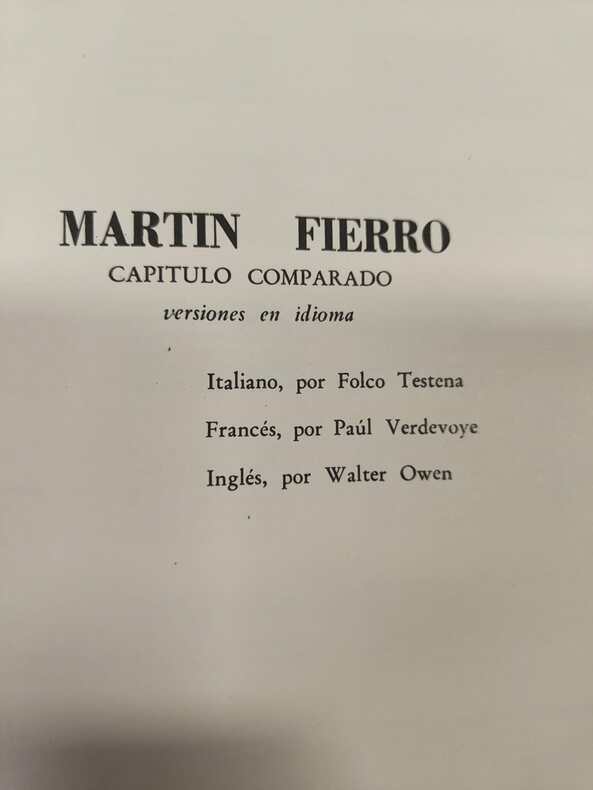 MARTIN FIERRO
CAPITULO COMPARADO
versiones en idioma
Italiano, por Folco Testena
Francés, por Paúl Verdevoye
Inglés, por Walter Owen